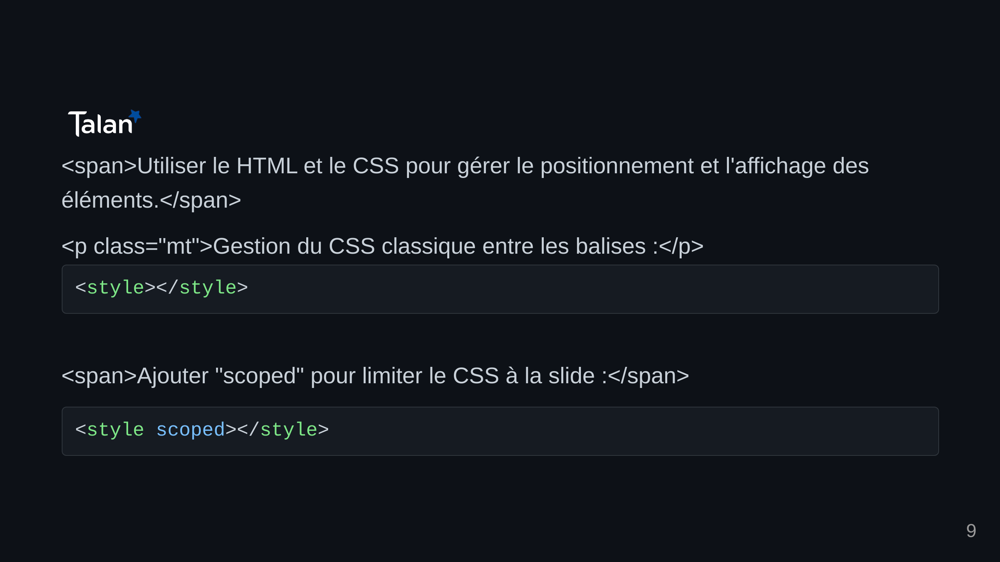 Talan
<span>Utiliser le HTML et le CSS pour gérer le positionnement et l'affichage des
éléments.</span>
<p class="mt">Gestion du CSS classique entre les balises :</p>
<style></style>
<span>Ajouter "scoped" pour limiter le CSS à la slide :</span>
<style scoped></style>
9